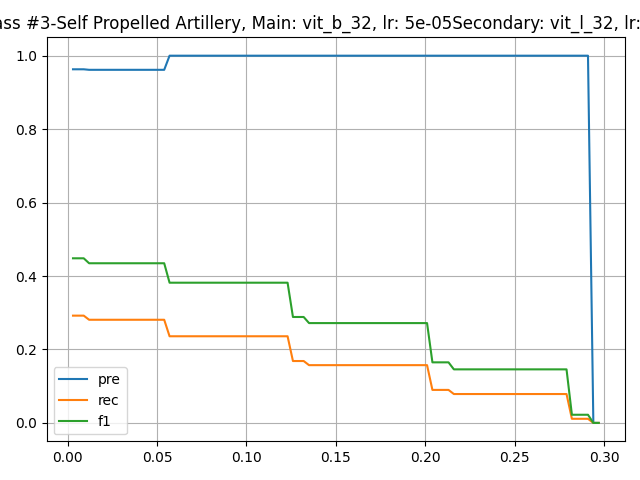 ass #3-Self Propelled Artillery, Main: vit_b_32, lr: 5e-05Secondary: vit_l_32, lr:
1.0
0.8
0.6
0.4
0.2
0.0
pre
rec
f1
0.00 0.05 0.10 0.15 0.20 0.25 0.30